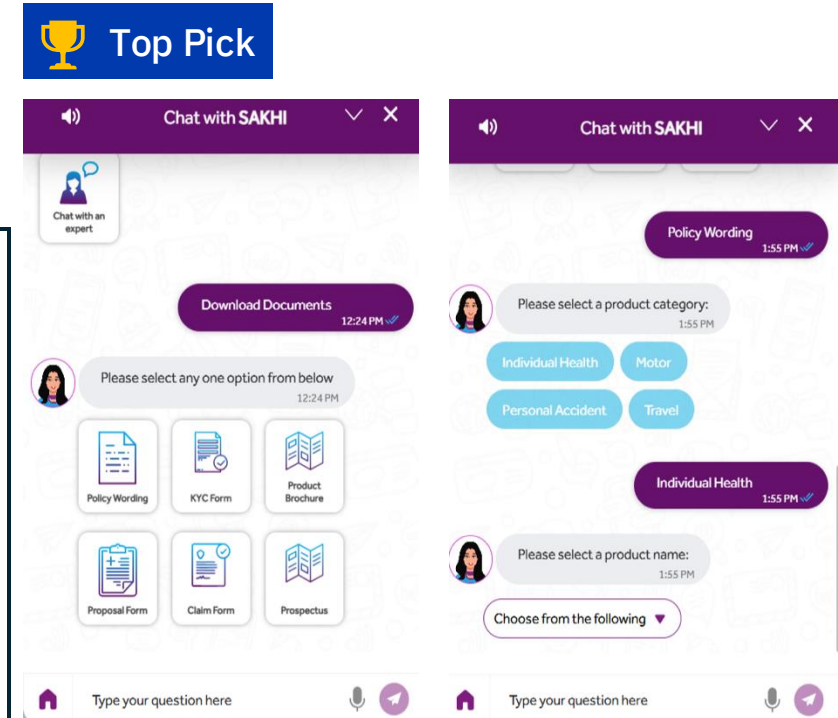 Top Pick
Chat with SAKHI
Chat with an
expert
Download Documents
12:24 PM
Please select any one option from below
12:24 PM
Policy Wording
KYC Form
Product
Brochure
Proposal Form
Claim Form
Prospectus
Type your question here
Chat with SAKHI
Policy Wording
1:55 PM
Please select a product category:
1:55 PM
Individual Health
Motor
Personal Accident
Travel
Individual Health
1:55 PM
Please select a product name:
1:55 PM
Choose from the following
Type your question here